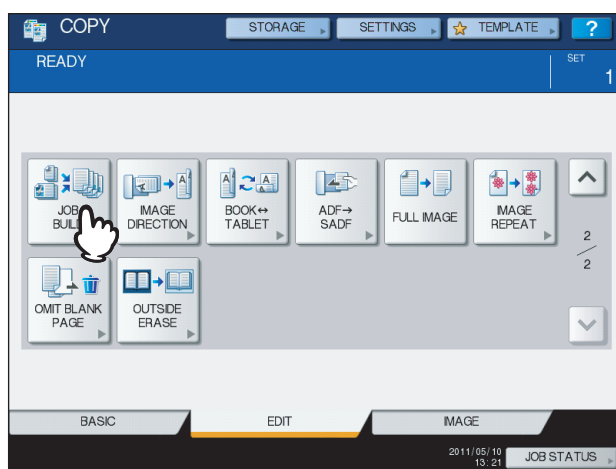 COPY
STORAGE
SETTINGS
TEMPLATE
?
READY
SET
1
JOB
BUILD
IMAGE
DIRECTION
BOOK↔
TABLET
ADF→
SADF
FULL IMAGE
IMAGE
REPEAT
2
2
OMIT BLANK
PAGE
OUTSIDE
ERASE
BASIC
EDIT
IMAGE
2011/05/10
13:21
JOB STATUS